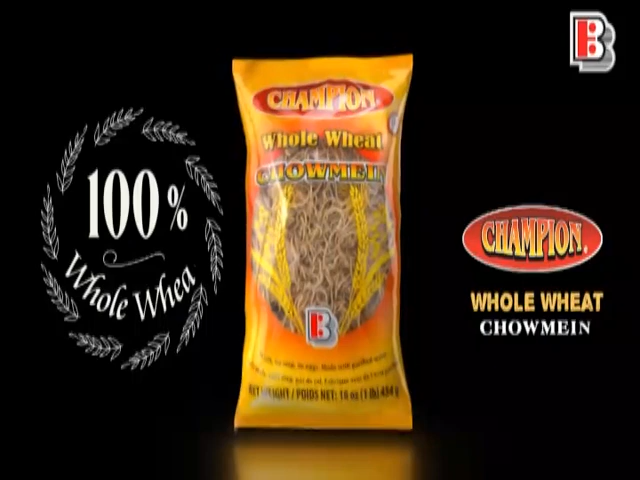 B
100 %
Whole Whea
CHAMPION
Whole Wheat
CHOWMEIN
B
NET WEIGHT / POIDS NET: 16 oz (1 lb) 454 g
CHAMPION
WHOLE WHEAT
CHOWMEIN